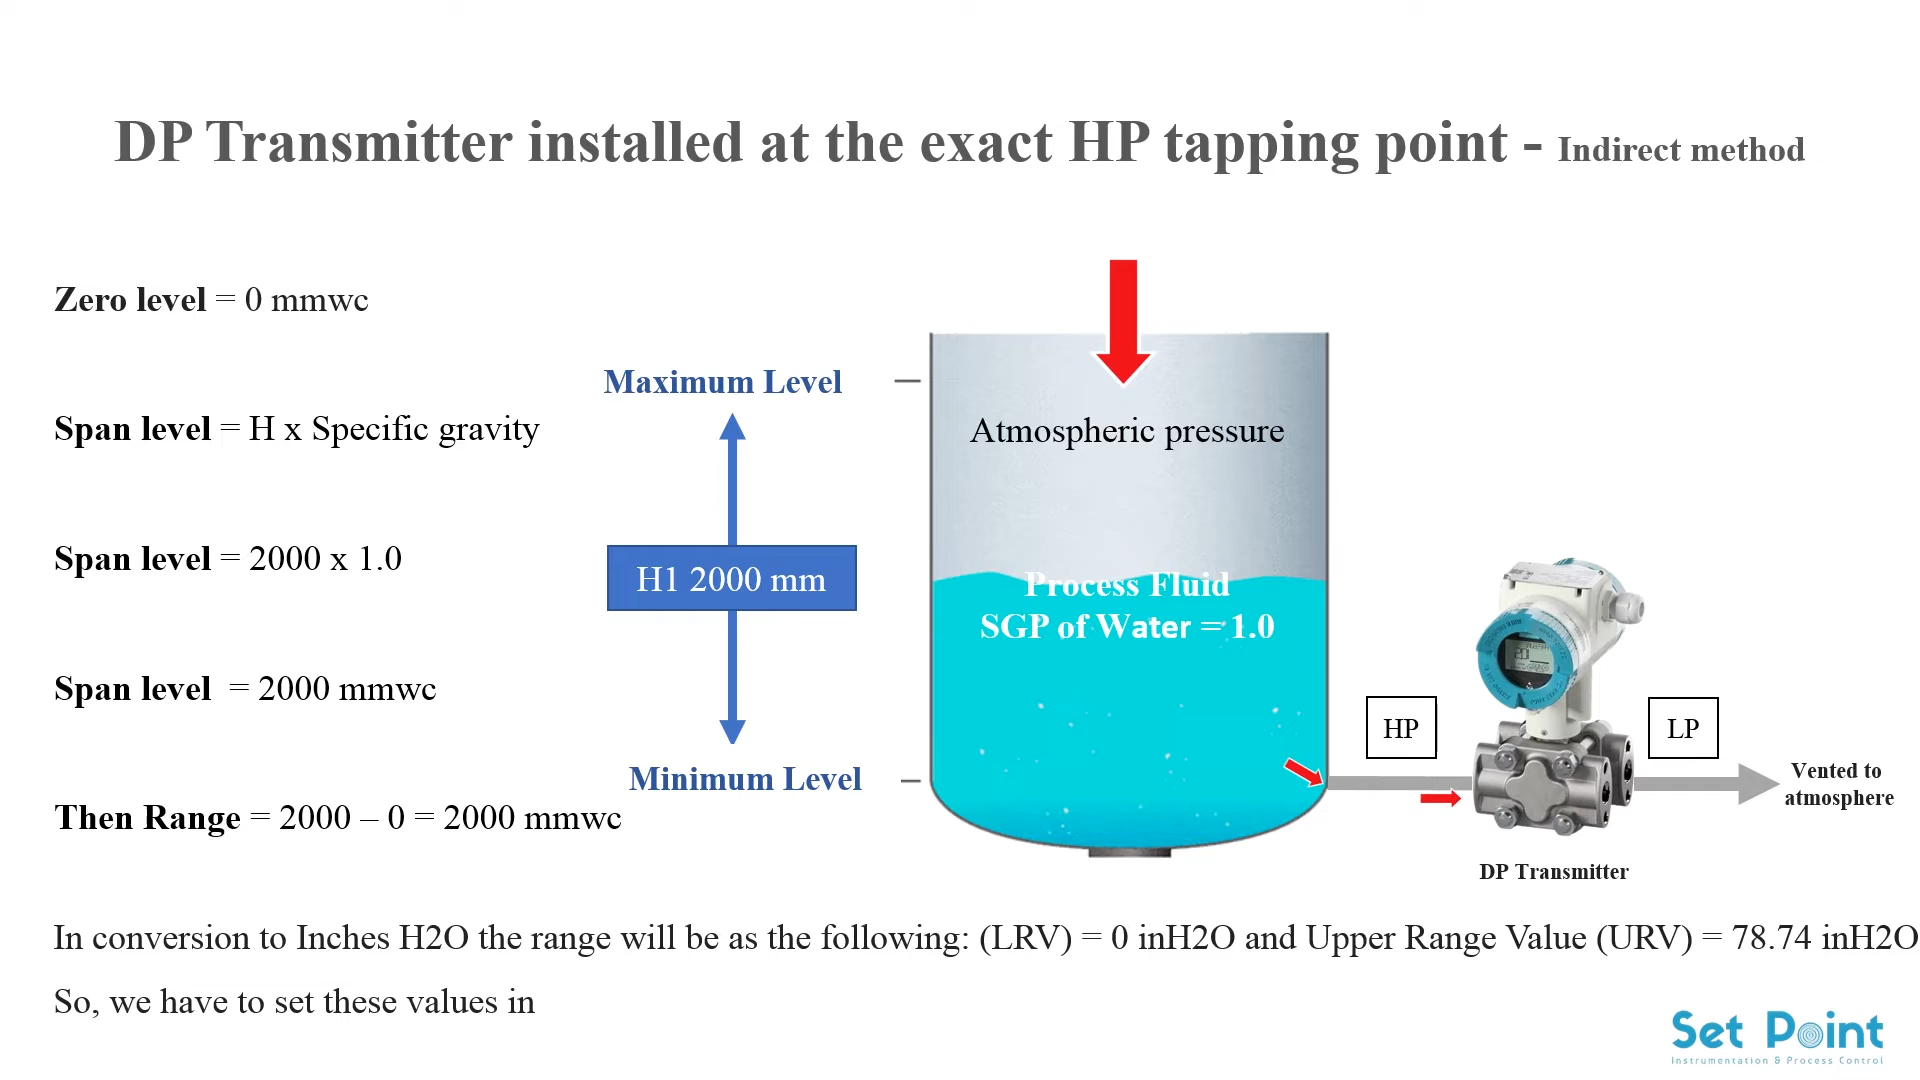 DP Transmitter installed at the exact HP tapping point - Indirect method
Zero level = 0 mmwc
Span level = H x Specific gravity
Span level = 2000 x 1.0
Span level = 2000 mmwc
Then Range = 2000 – 0 = 2000 mmwc
Maximum Level
H1 2000 mm
Minimum Level
Atmospheric pressure
Process Fluid
SGP of Water = 1.0
HP
LP
Vented to
atmosphere
DP Transmitter
In conversion to Inches H2O the range will be as the following: (LRV) = 0 inH2O and Upper Range Value (URV) = 78.74 inH2O
So, we have to set these values in
Set Point
Instrumentation & Process Control